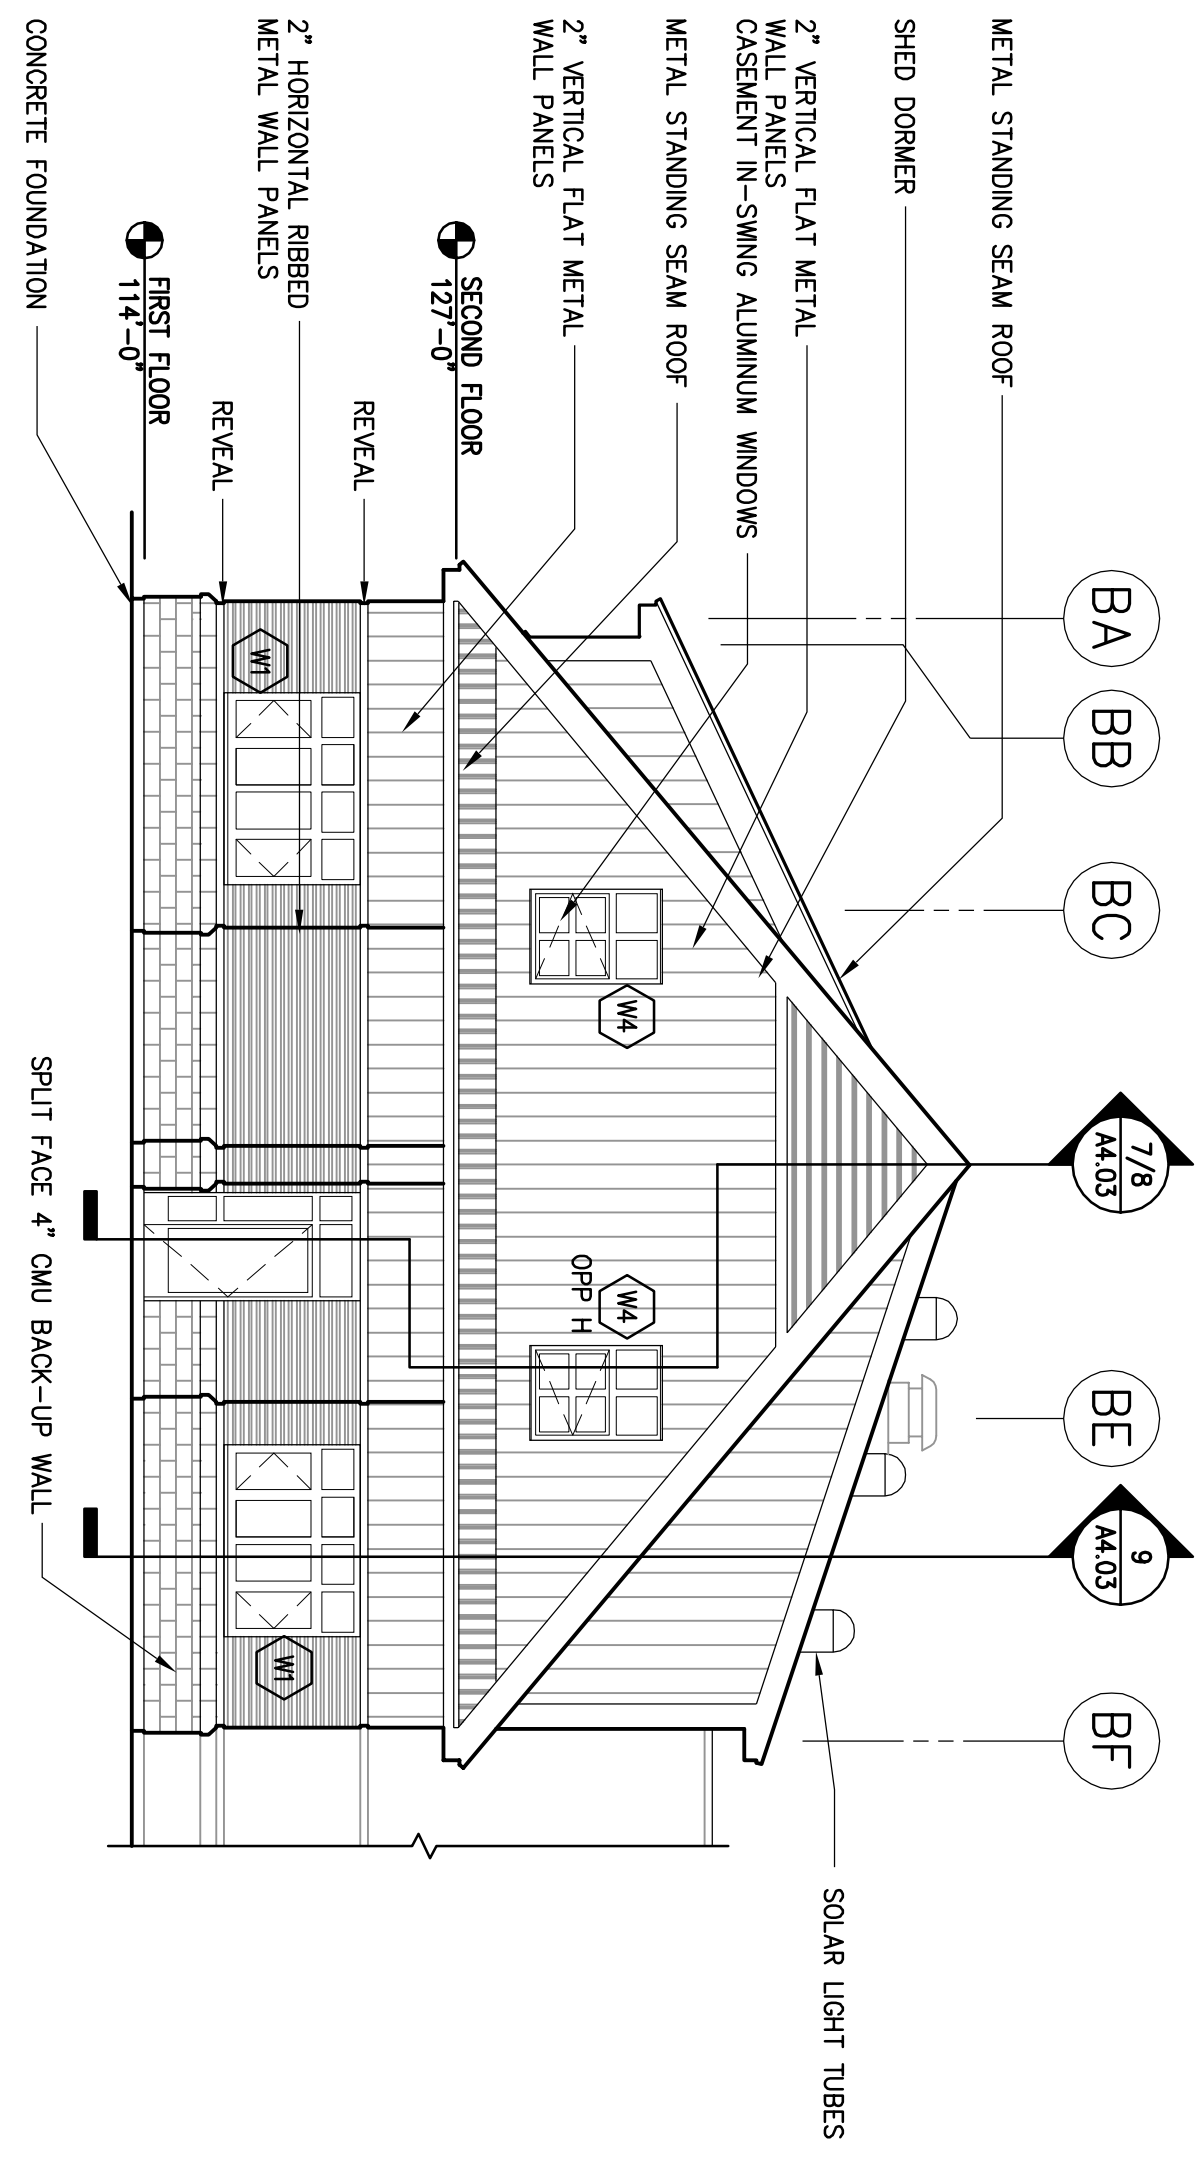 BA
BB
BC
7/8
A4.03
BE
9
A4.03
BF
METAL STANDING SEAM ROOF
SHED DORMER
2" VERTICAL FLAT METAL
WALL PANELS
CASEMENT IN-SWING ALUMINUM WINDOWS
METAL STANDING SEAM ROOF
2" VERTICAL FLAT METAL
WALL PANELS
SECOND FLOOR
127'-0"
REVEAL
2" HORIZONTAL RIBBED
METAL WALL PANELS
REVEAL
FIRST FLOOR
114'-0"
CONCRETE FOUNDATION
W4
W4
OPP H
W1
W1
SOLAR LIGHT TUBES
SPLIT FACE 4" CMU BACK-UP WALL